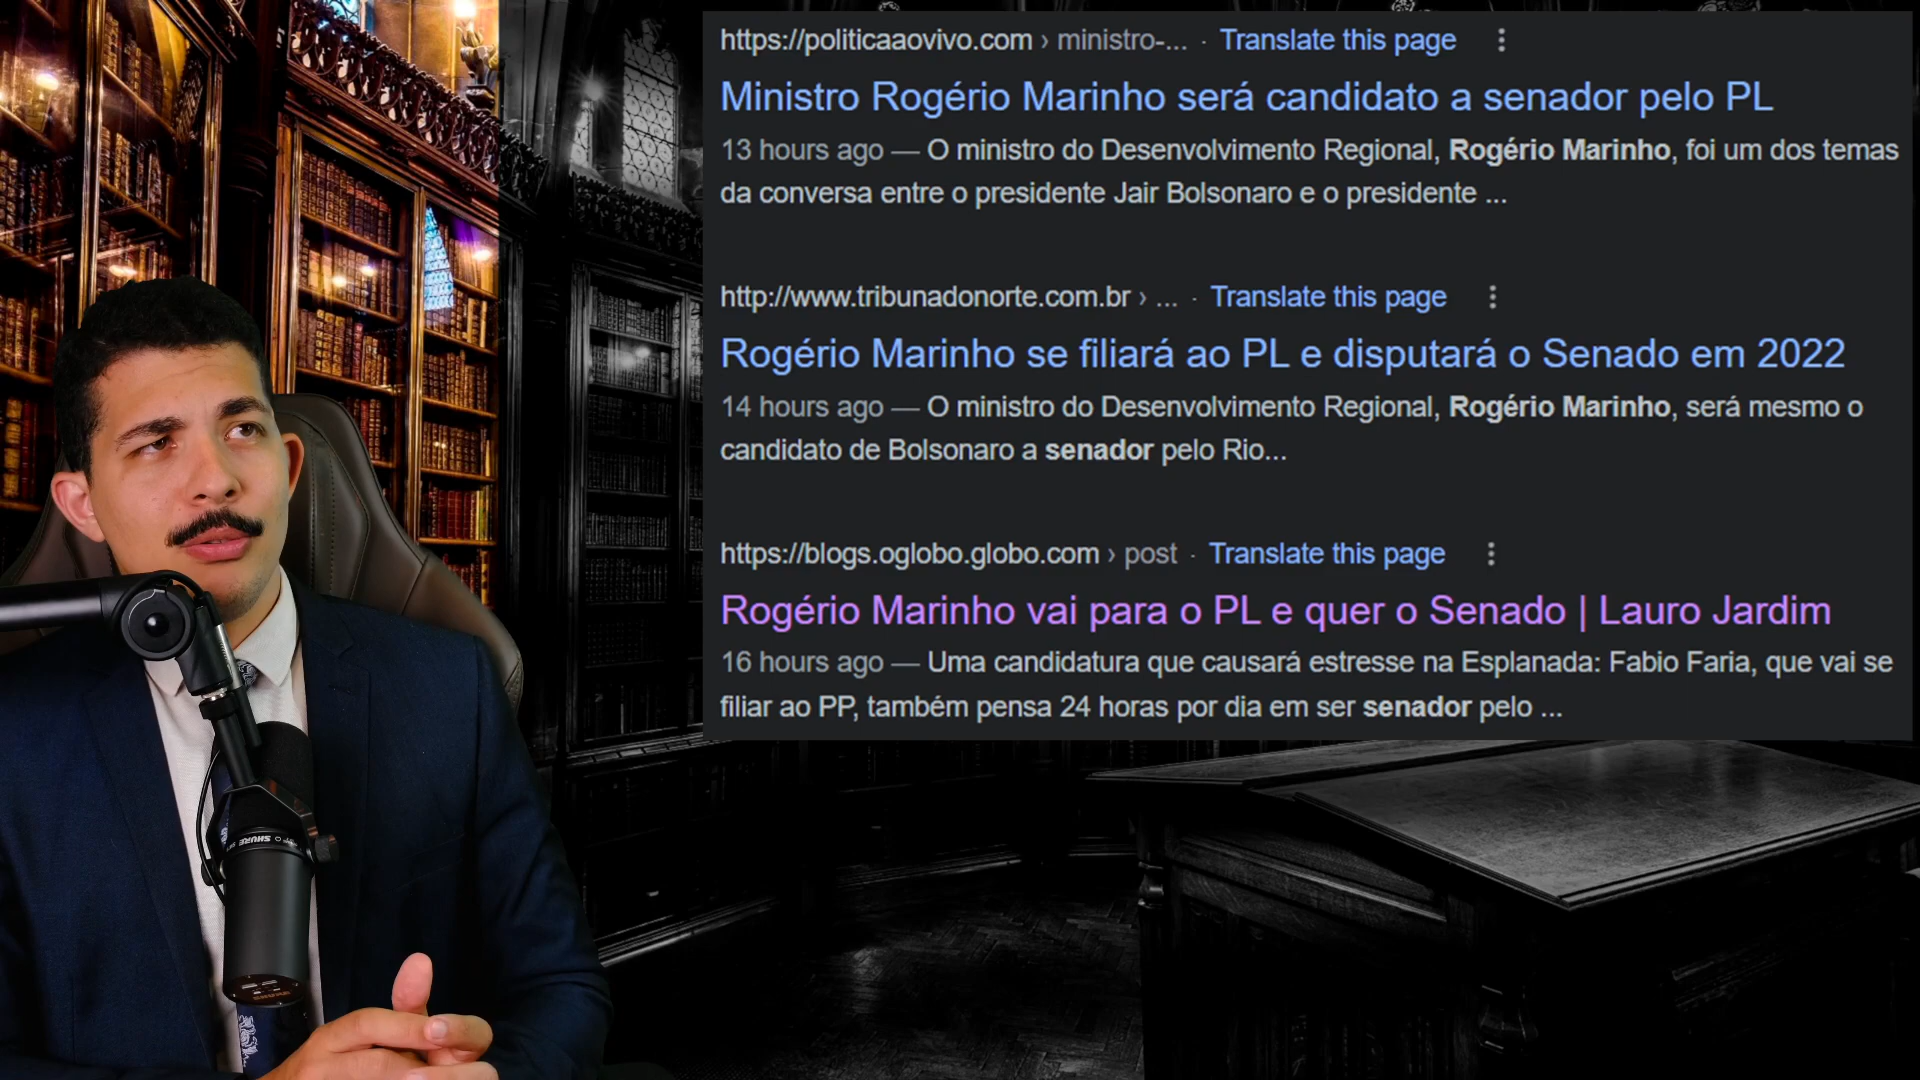 https://politicaaovivo.com › ministro-... · Translate this page
Ministro Rogério Marinho será candidato a senador pelo PL
13 hours ago — O ministro do Desenvolvimento Regional, Rogério Marinho, foi um dos temas
da conversa entre o presidente Jair Bolsonaro e o presidente ...
http://www.tribunadonorte.com.br › ... · Translate this page
Rogério Marinho se filiará ao PL e disputará o Senado em 2022
14 hours ago — O ministro do Desenvolvimento Regional, Rogério Marinho, será mesmo o
candidato de Bolsonaro a senador pelo Rio...
https://blogs.oglobo.globo.com › post · Translate this page
Rogério Marinho vai para o PL e quer o Senado | Lauro Jardim
16 hours ago — Uma candidatura que causará estresse na Esplanada: Fabio Faria, que vai se
filiar ao PP, também pensa 24 horas por dia em ser senador pelo ...
SHURE